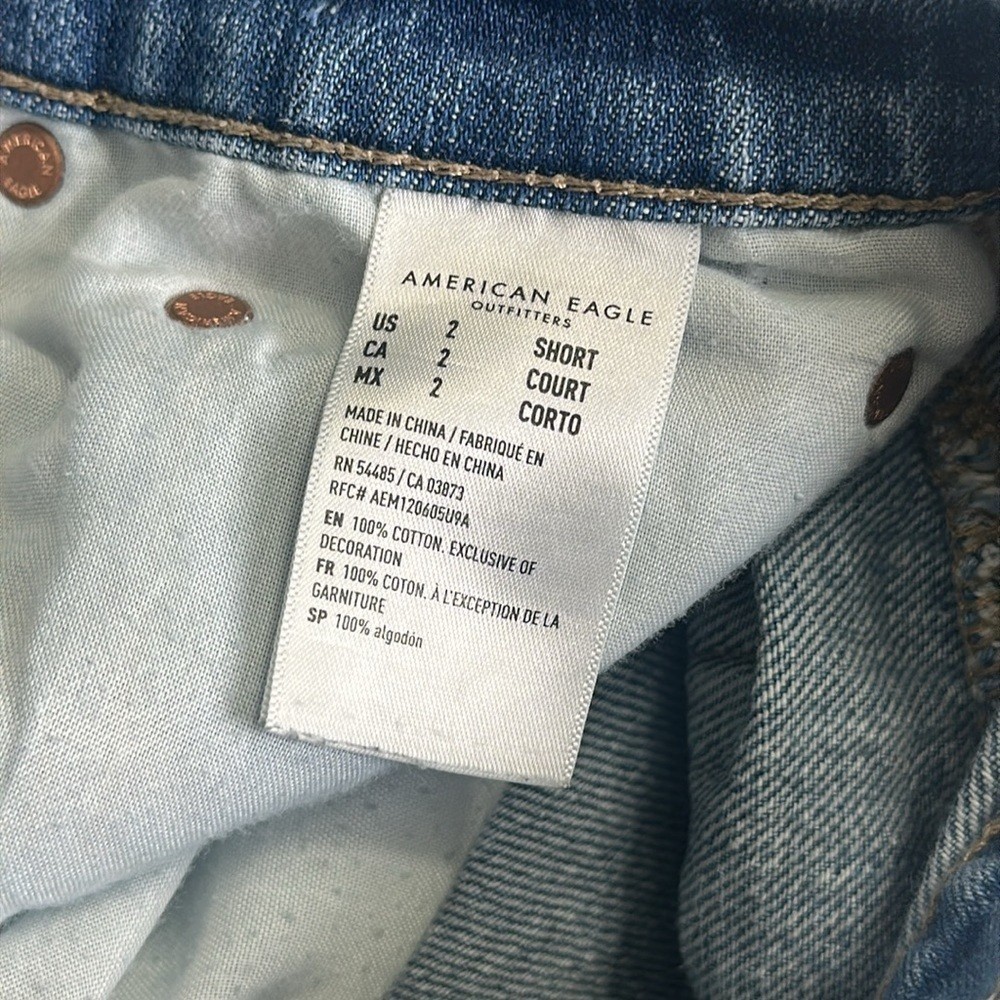 AMERICAN EAGLE
AMERICAN EAGLE
OUTFITTERS
US 2 SHORT
CA 2 COURT
MX 2 CORTO
MADE IN CHINA / FABRIQUÉ EN
CHINE / HECHO EN CHINA
RN 54485 / CA 03873
RFC# AEM120605U9A
EN 100% COTTON. EXCLUSIVE OF
DECORATION
FR 100% COTON. À L'EXCEPTION DE LA
GARNITURE
SP 100% algodón